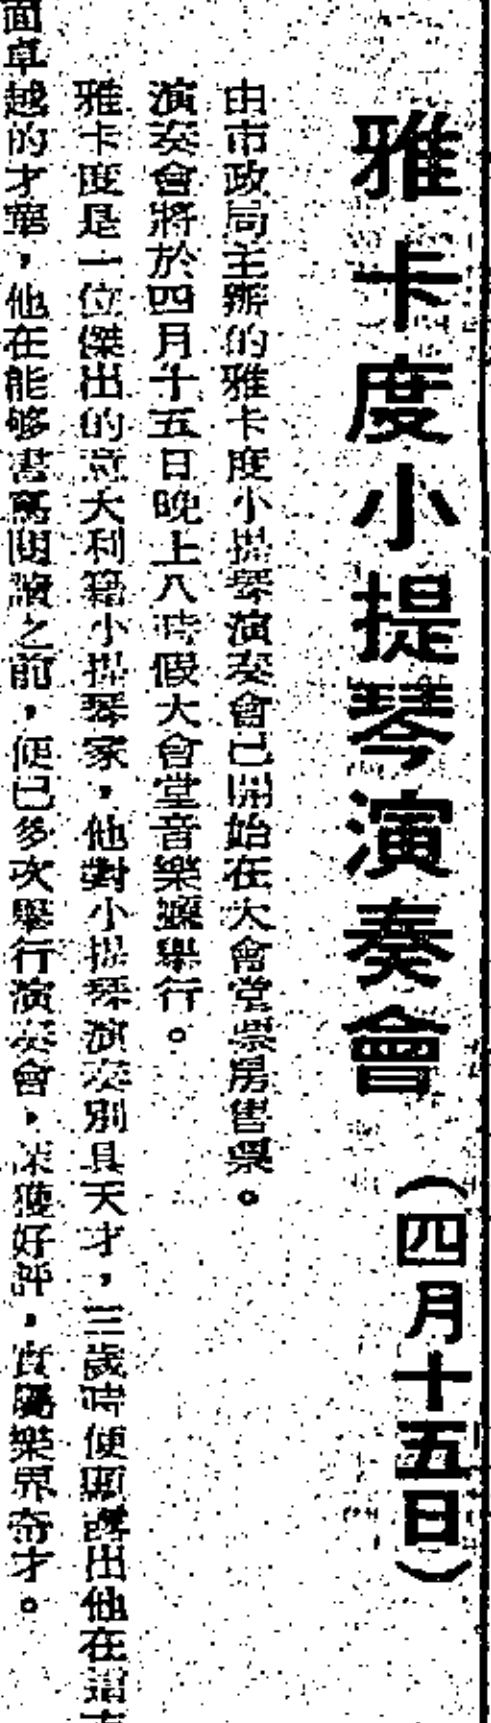 雅卡度小提琴演奏會（四月十五日）
由市政局主辦的雅卡度小提琴演奏會已開始在大會堂票房售票。
演奏會將於四月十五日晚上八時假大會堂音樂廳舉行。
雅卡度是一位傑出的意大利籍小提琴家，他對小提琴演奏別具天才，三歲時便顯露出他在這方
面卓越的才華，他在能够書寫閱讀之前，便已多次舉行演奏會，深獲好評，實屬樂界奇才。